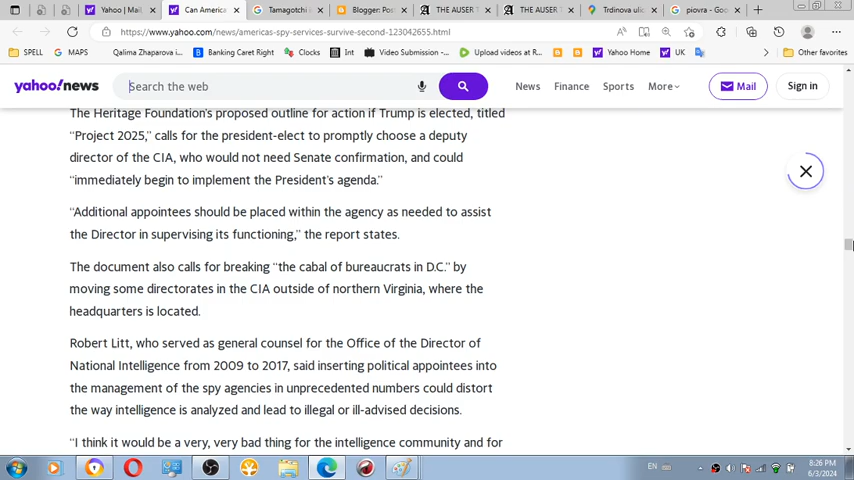 Yahoo | Mail
Can America
Tamagotchi i
Blogger: Pos
THE AUSER T
THE AUSER T
Trdinova ulic
piovra - Goo
https://www.yahoo.com/news/americas-spy-services-survive-second-123042655.html
SPELL
MAPS
Qalima Zhaparova i...
Banking Caret Right
Clocks
Int
Video Submission -...
Upload videos at r...
Yahoo Home
UK
Other favorites
yahoo!news
Search the web
News
Finance
Sports
More
Mail
Sign in
The Heritage Foundation's proposed outline for action if Trump is elected, titled
“Project 2025,” calls for the president-elect to promptly choose a deputy
director of the CIA, who would not need Senate confirmation, and could
“immediately begin to implement the President's agenda.”
“Additional appointees should be placed within the agency as needed to assist
the Director in supervising its functioning,” the report states.
The document also calls for breaking “the cabal of bureaucrats in D.C.” by
moving some directorates in the CIA outside of northern Virginia, where the
headquarters is located.
Robert Litt, who served as general counsel for the Office of the Director of
National Intelligence from 2009 to 2017, said inserting political appointees into
the management of the spy agencies in unprecedented numbers could distort
the way intelligence is analyzed and lead to illegal or ill-advised decisions.
“I think it would be a very, very bad thing for the intelligence community and for
EN
8:26 PM
6/3/2024